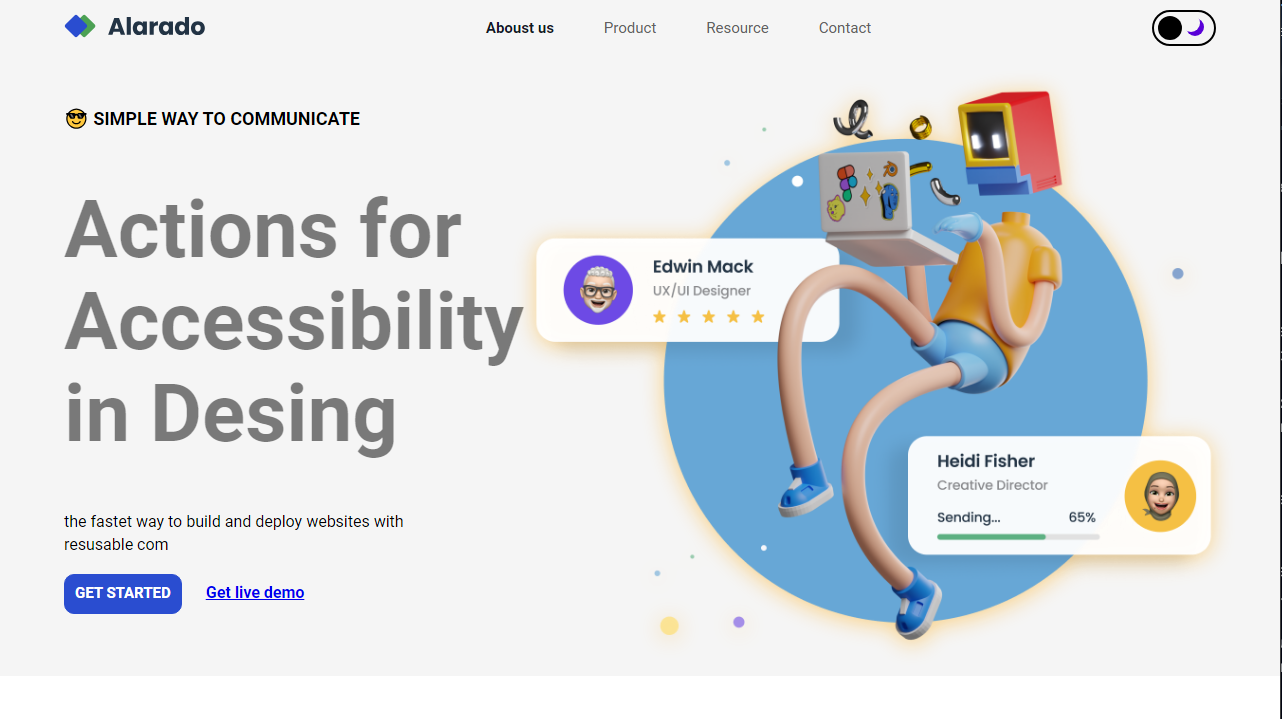 Alarado
Aboust us
Product
Resource
Contact
SIMPLE WAY TO COMMUNICATE
Actions for
Accessibility
in Desing
the fastet way to build and deploy websites with
resusable com
GET STARTED
Get live demo
Edwin Mack
UX/UI Designer
Heidi Fisher
Creative Director
Sending...
65%